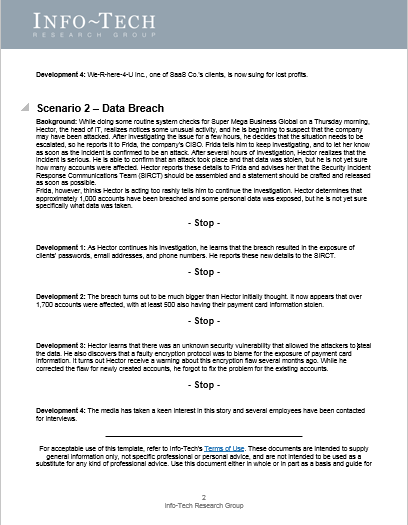 INFO~TECH
RESEARCH GROUP
Development 4: We-R-here-4-U Inc., one of SaaS Co.'s clients, is now suing for lost profits.
Scenario 2 – Data Breach
Background: While doing some routine system checks for Super Mega Business Global on a Thursday morning,
Hector, the head of IT, realizes notices some unusual activity, and he is beginning to suspect that the company
may have been attacked. After investigating the issue for a few hours, he decides that the situation needs to be
escalated, so he reports it to Frida, the company's CISO. Frida tells him to keep investigating, and to let her know
as soon as the incident is confirmed to be an attack. After several hours of investigation, Hector realizes that the
incident is serious. He is able to confirm that an attack took place and that data was stolen, but he is not yet sure
how many accounts were affected. Hector reports these details to Frida and advises her that the Security Incident
Response Communications Team (SIRCT) should be assembled and a statement should be crafted and released
as soon as possible.
Frida, however, thinks Hector is acting too rashly tells him to continue the investigation. Hector determines that
approximately 1,000 accounts have been breached and some personal data was exposed, but he is not yet sure
specifically what data was taken.
- Stop -
Development 1: As Hector continues his investigation, he learns that the breach resulted in the exposure of
clients' passwords, email addresses, and phone numbers. He reports these new details to the SIRCT.
- Stop -
Development 2: The breach turns out to be much bigger than Hector initially thought. It now appears that over
1,700 accounts were affected, with at least 500 also having their payment card information stolen.
- Stop -
Development 3: Hector learns that there was an unknown security vulnerability that allowed the attackers to steal
the data. He also discovers that a faulty encryption protocol was to blame for the exposure of payment card
information. It turns out Hector receive a warning about this encryption flaw several months ago. While he
corrected the flaw for newly created accounts, he forgot to fix the problem for the existing accounts.
- Stop -
Development 4: The media has taken a keen interest in this story and several employees have been contacted
for interviews.
For acceptable use of this template, refer to Info-Tech's Terms of Use. These documents are intended to supply
general information only, not specific professional or personal advice, and are not intended to be used as a
substitute for any kind of professional advice. Use this document either in whole or in part as a basis and guide for
2
Info-Tech Research Group